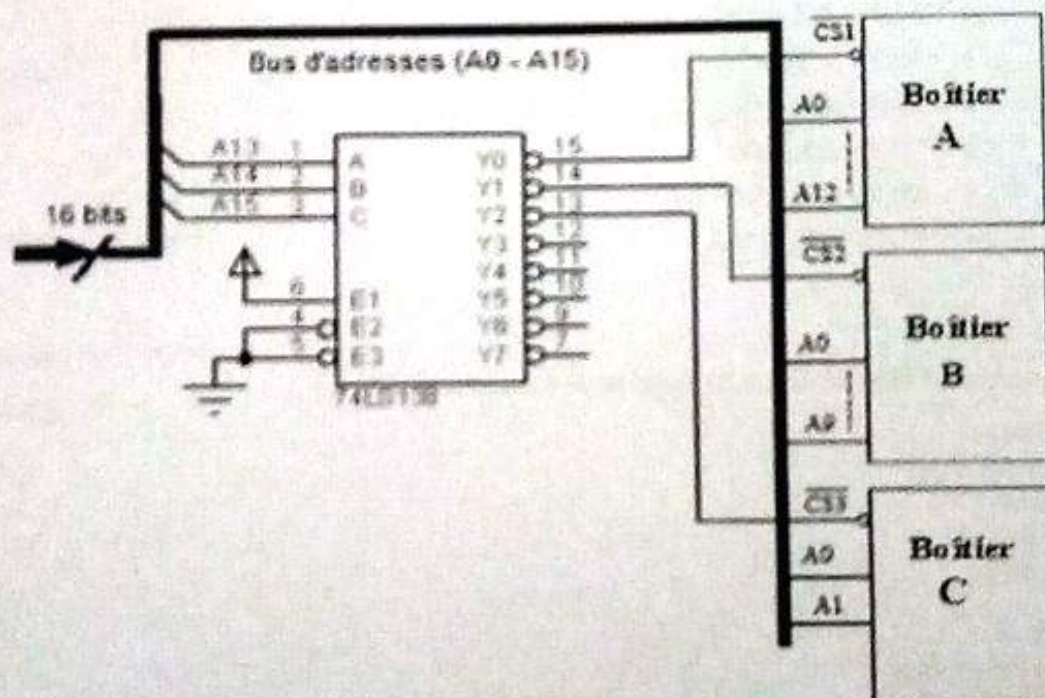 CS1
Bus d'adresses (A0 - A15)
Boîtier
A
A0
A12
A13 1 A Y0 15
A14 2 B Y1 14
A15 3 C Y2 13
Y3 12
Y4 11
Y5 10
Y6 9
Y7 7
16 bits
6 E1
4 E2
5 E3
74LS138
CS2
Boîtier
B
A0
A9
CS3
Boîtier
C
A0
A1